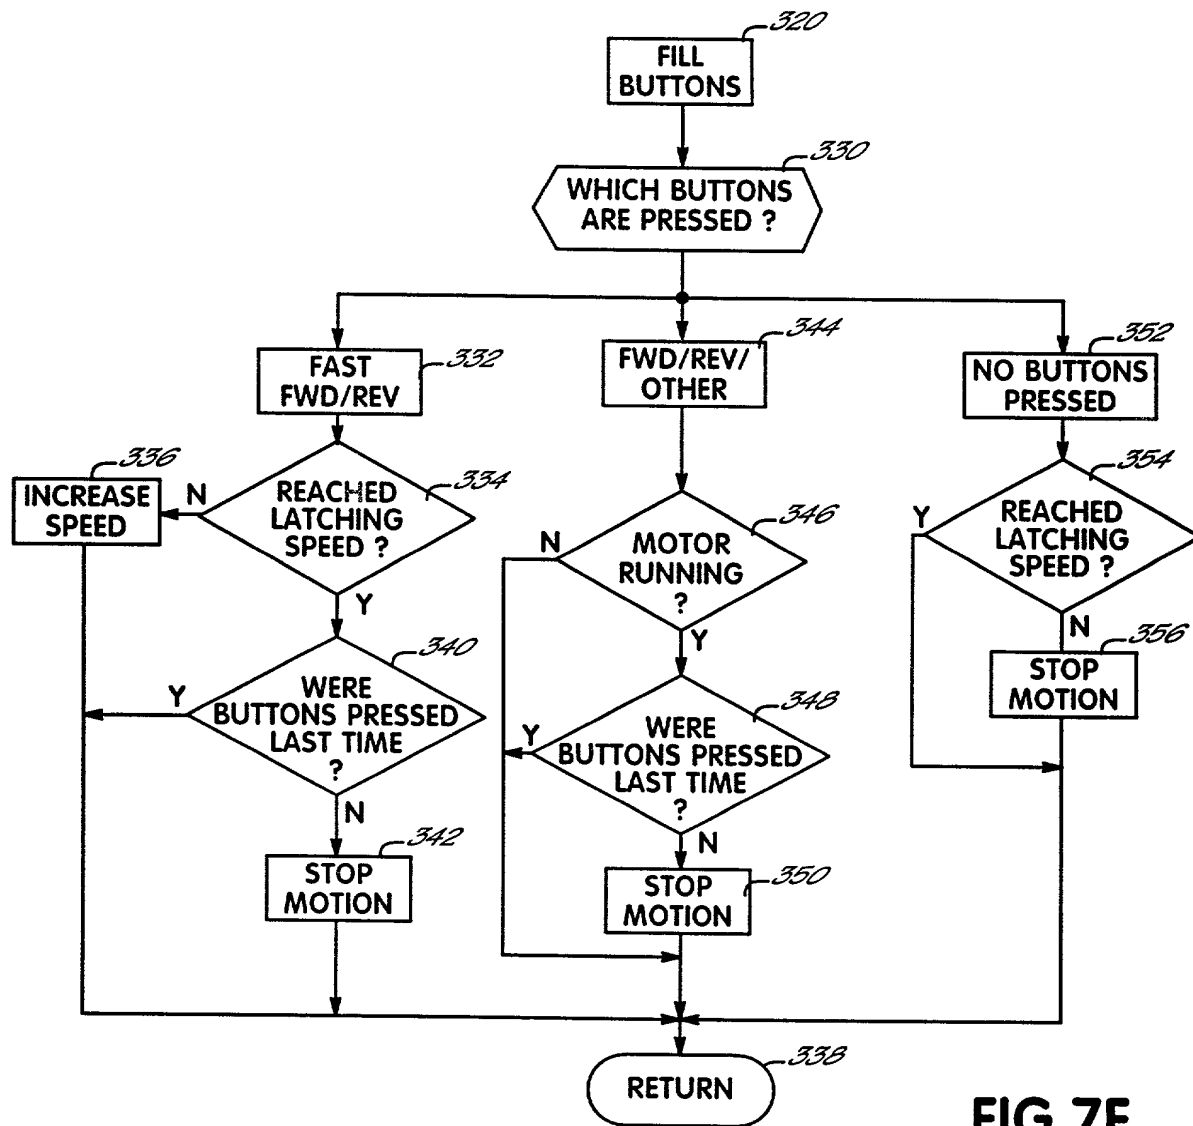 320
FILL
BUTTONS
330
WHICH BUTTONS
ARE PRESSED ?
332
FAST
FWD/REV
344
FWD/REV/
OTHER
352
NO BUTTONS
PRESSED
336
INCREASE
SPEED
N
334
REACHED
LATCHING
SPEED ?
Y
346
N
MOTOR
RUNNING
?
Y
354
Y
REACHED
LATCHING
SPEED ?
N
356
STOP
MOTION
340
Y
WERE
BUTTONS PRESSED
LAST TIME
?
N
348
Y
WERE
BUTTONS PRESSED
LAST TIME
?
N
342
STOP
MOTION
350
STOP
MOTION
338
RETURN